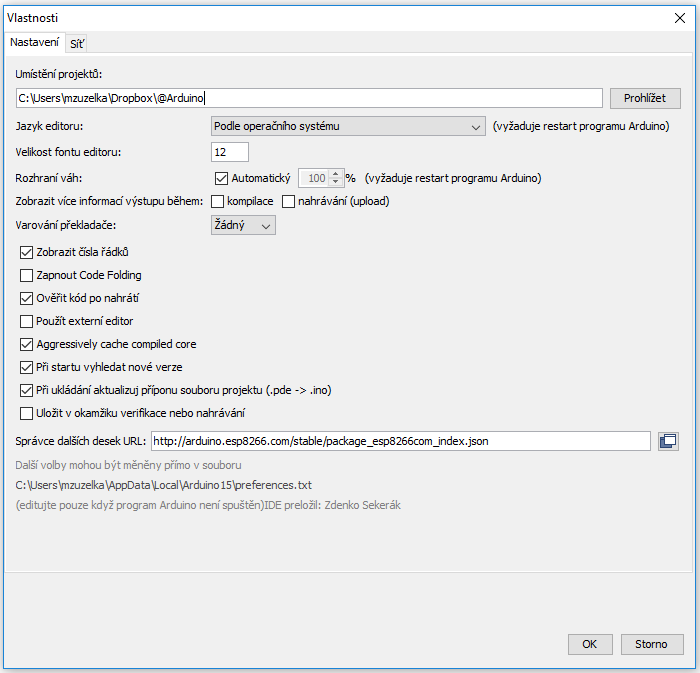 Vlastnosti
Nastavení Síť
Umístění projektů:
C:\Users\mzuzelka\Dropbox\@Arduino Prohlížet
Jazyk editoru: Podle operačního systému (vyžaduje restart programu Arduino)
Velikost fontu editoru: 12
Rozhraní váh: Automatický 100 % (vyžaduje restart programu Arduino)
Zobrazit více informací výstupu během: kompilace nahrávání (upload)
Varování překladače: Žádný
Zobrazit čísla řádků
Zapnout Code Folding
Ověřit kód po nahrátí
Použít externí editor
Aggressively cache compiled core
Při startu vyhledat nové verze
Při ukládání aktualizuj příponu souboru projektu (.pde -> .ino)
Uložit v okamžiku verifikace nebo nahrávání
Správce dalších desek URL: http://arduino.esp8266.com/stable/package_esp8266com_index.json
Další volby mohou být měněny přímo v souboru
C:\Users\mzuzelka\AppData\Local\Arduino15\preferences.txt
(editujte pouze když program Arduino není spuštěn)IDE preložil: Zdenko Sekerák
OK Storno